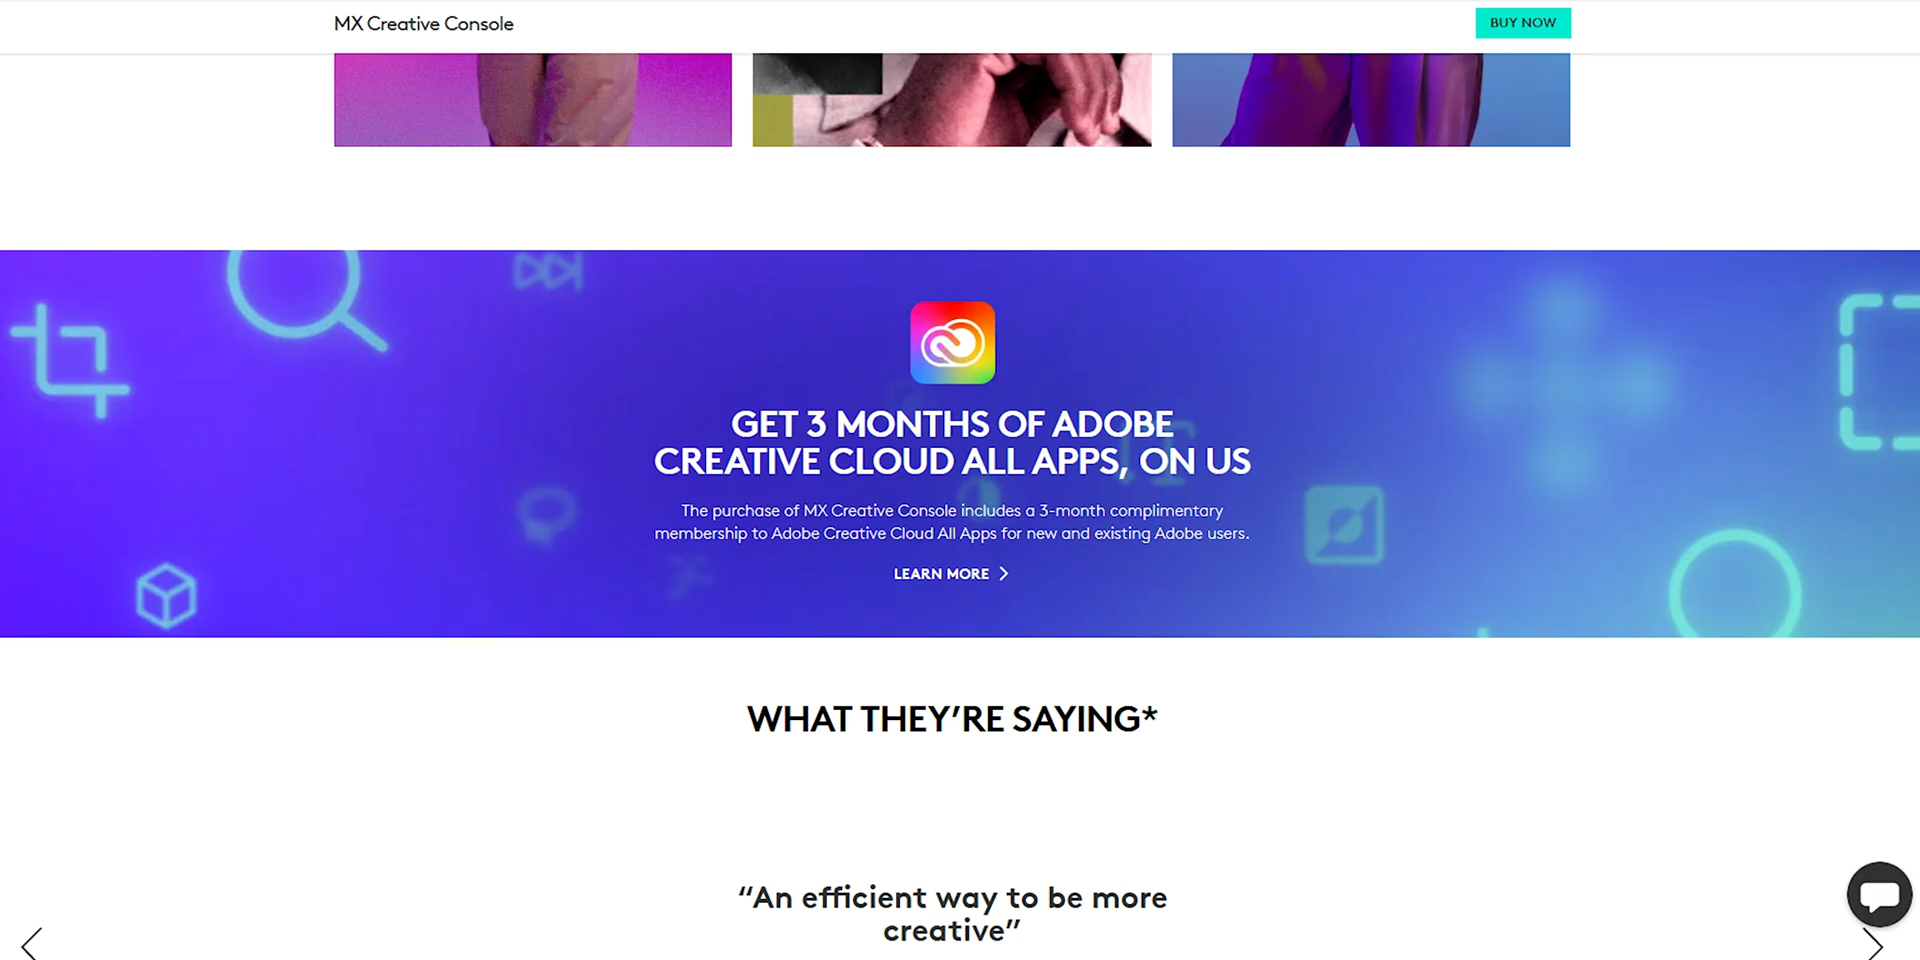 MX Creative Console
BUY NOW
GET 3 MONTHS OF ADOBE
CREATIVE CLOUD ALL APPS, ON US
The purchase of MX Creative Console includes a 3-month complimentary
membership to Adobe Creative Cloud All Apps for new and existing Adobe users.
LEARN MORE
WHAT THEY’RE SAYING*
“An efficient way to be more
creative”